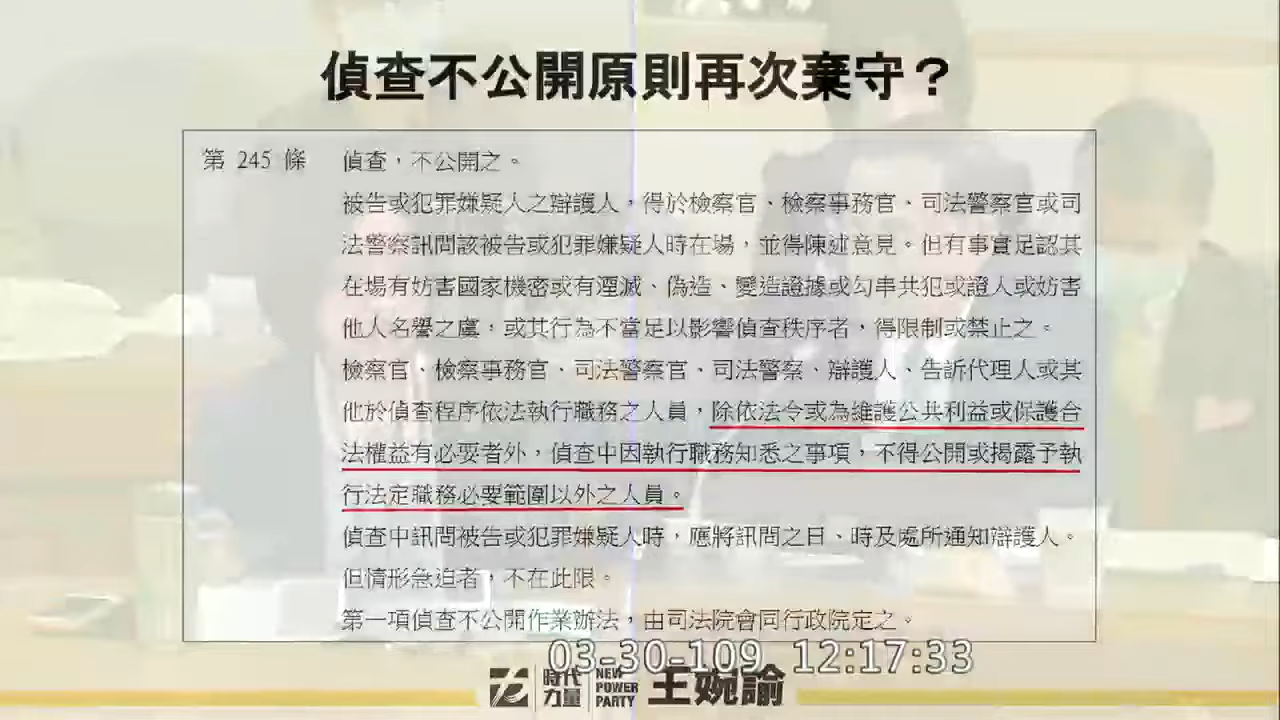 偵查不公開原則再次棄守？
第 245 條 偵查，不公開之。
被告或犯罪嫌疑人之辯護人，得於檢察官、檢察事務官、司法警察官或司
法警察訊問該被告或犯罪嫌疑人時在場，並得陳述意見。但有事實足認其
在場有妨害國家機密或有湮滅、偽造、變造證據或勾串共犯或證人或妨害
他人名譽之虞，或其行為不當足以影響偵查秩序者，得限制或禁止之。
檢察官、檢察事務官、司法警察官、司法警察、辯護人、告訴代理人或其
他於偵查程序依法執行職務之人員，除依法令或為維護公共利益或保護合
法權益有必要者外，偵查中因執行職務知悉之事項，不得公開或揭露予執
行法定職務必要範圍以外之人員。
偵查中訊問被告或犯罪嫌疑人時，應將訊問之日、時及處所通知辯護人。
但情形急迫者，不在此限。
第一項偵查不公開作業辦法，由司法院會同行政院定之。
03-30-109 12:17:33
時代
力量
NEW
POWER
PARTY
王婉諭